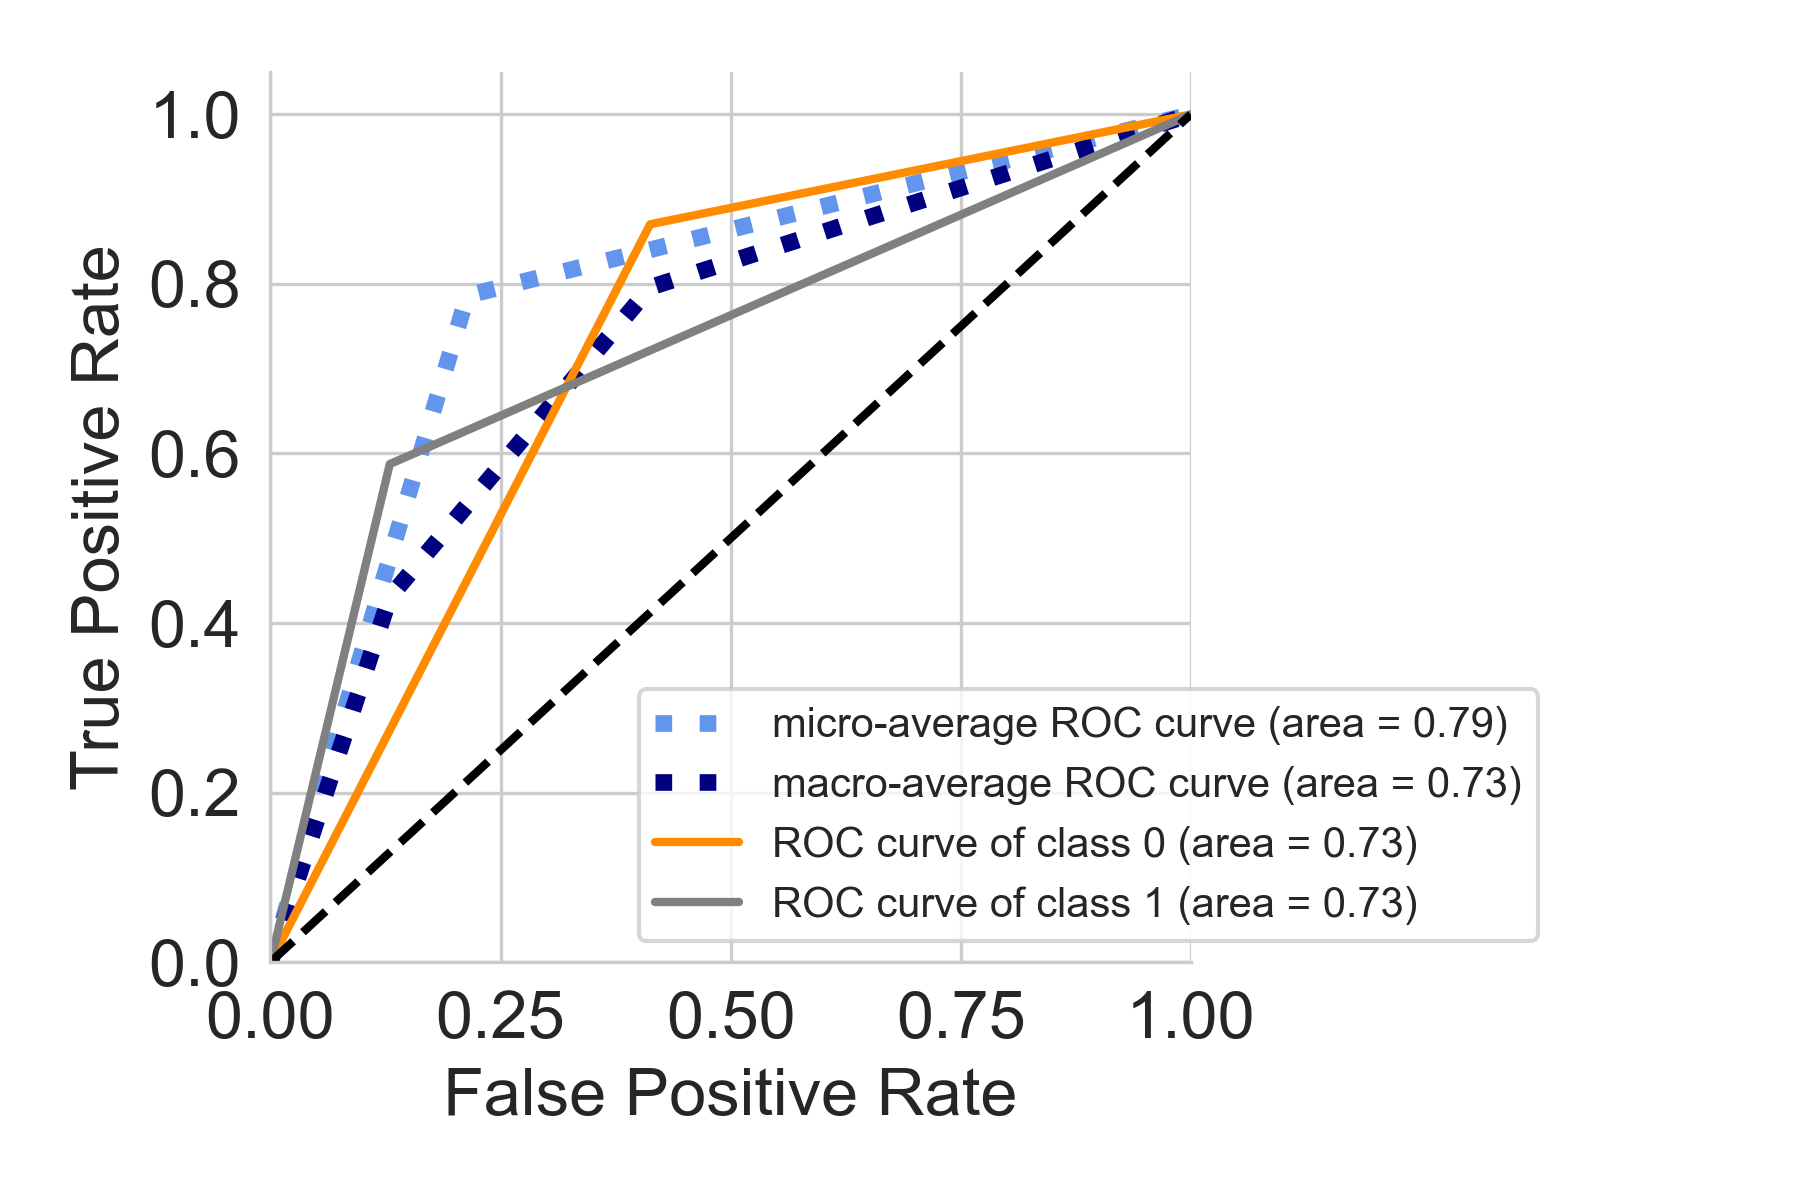 True Positive Rate
1.0
0.8
0.6
0.4
0.2
0.0
micro-average ROC curve (area = 0.79)
macro-average ROC curve (area = 0.73)
ROC curve of class 0 (area = 0.73)
ROC curve of class 1 (area = 0.73)
0.00 0.25 0.50 0.75 1.00
False Positive Rate